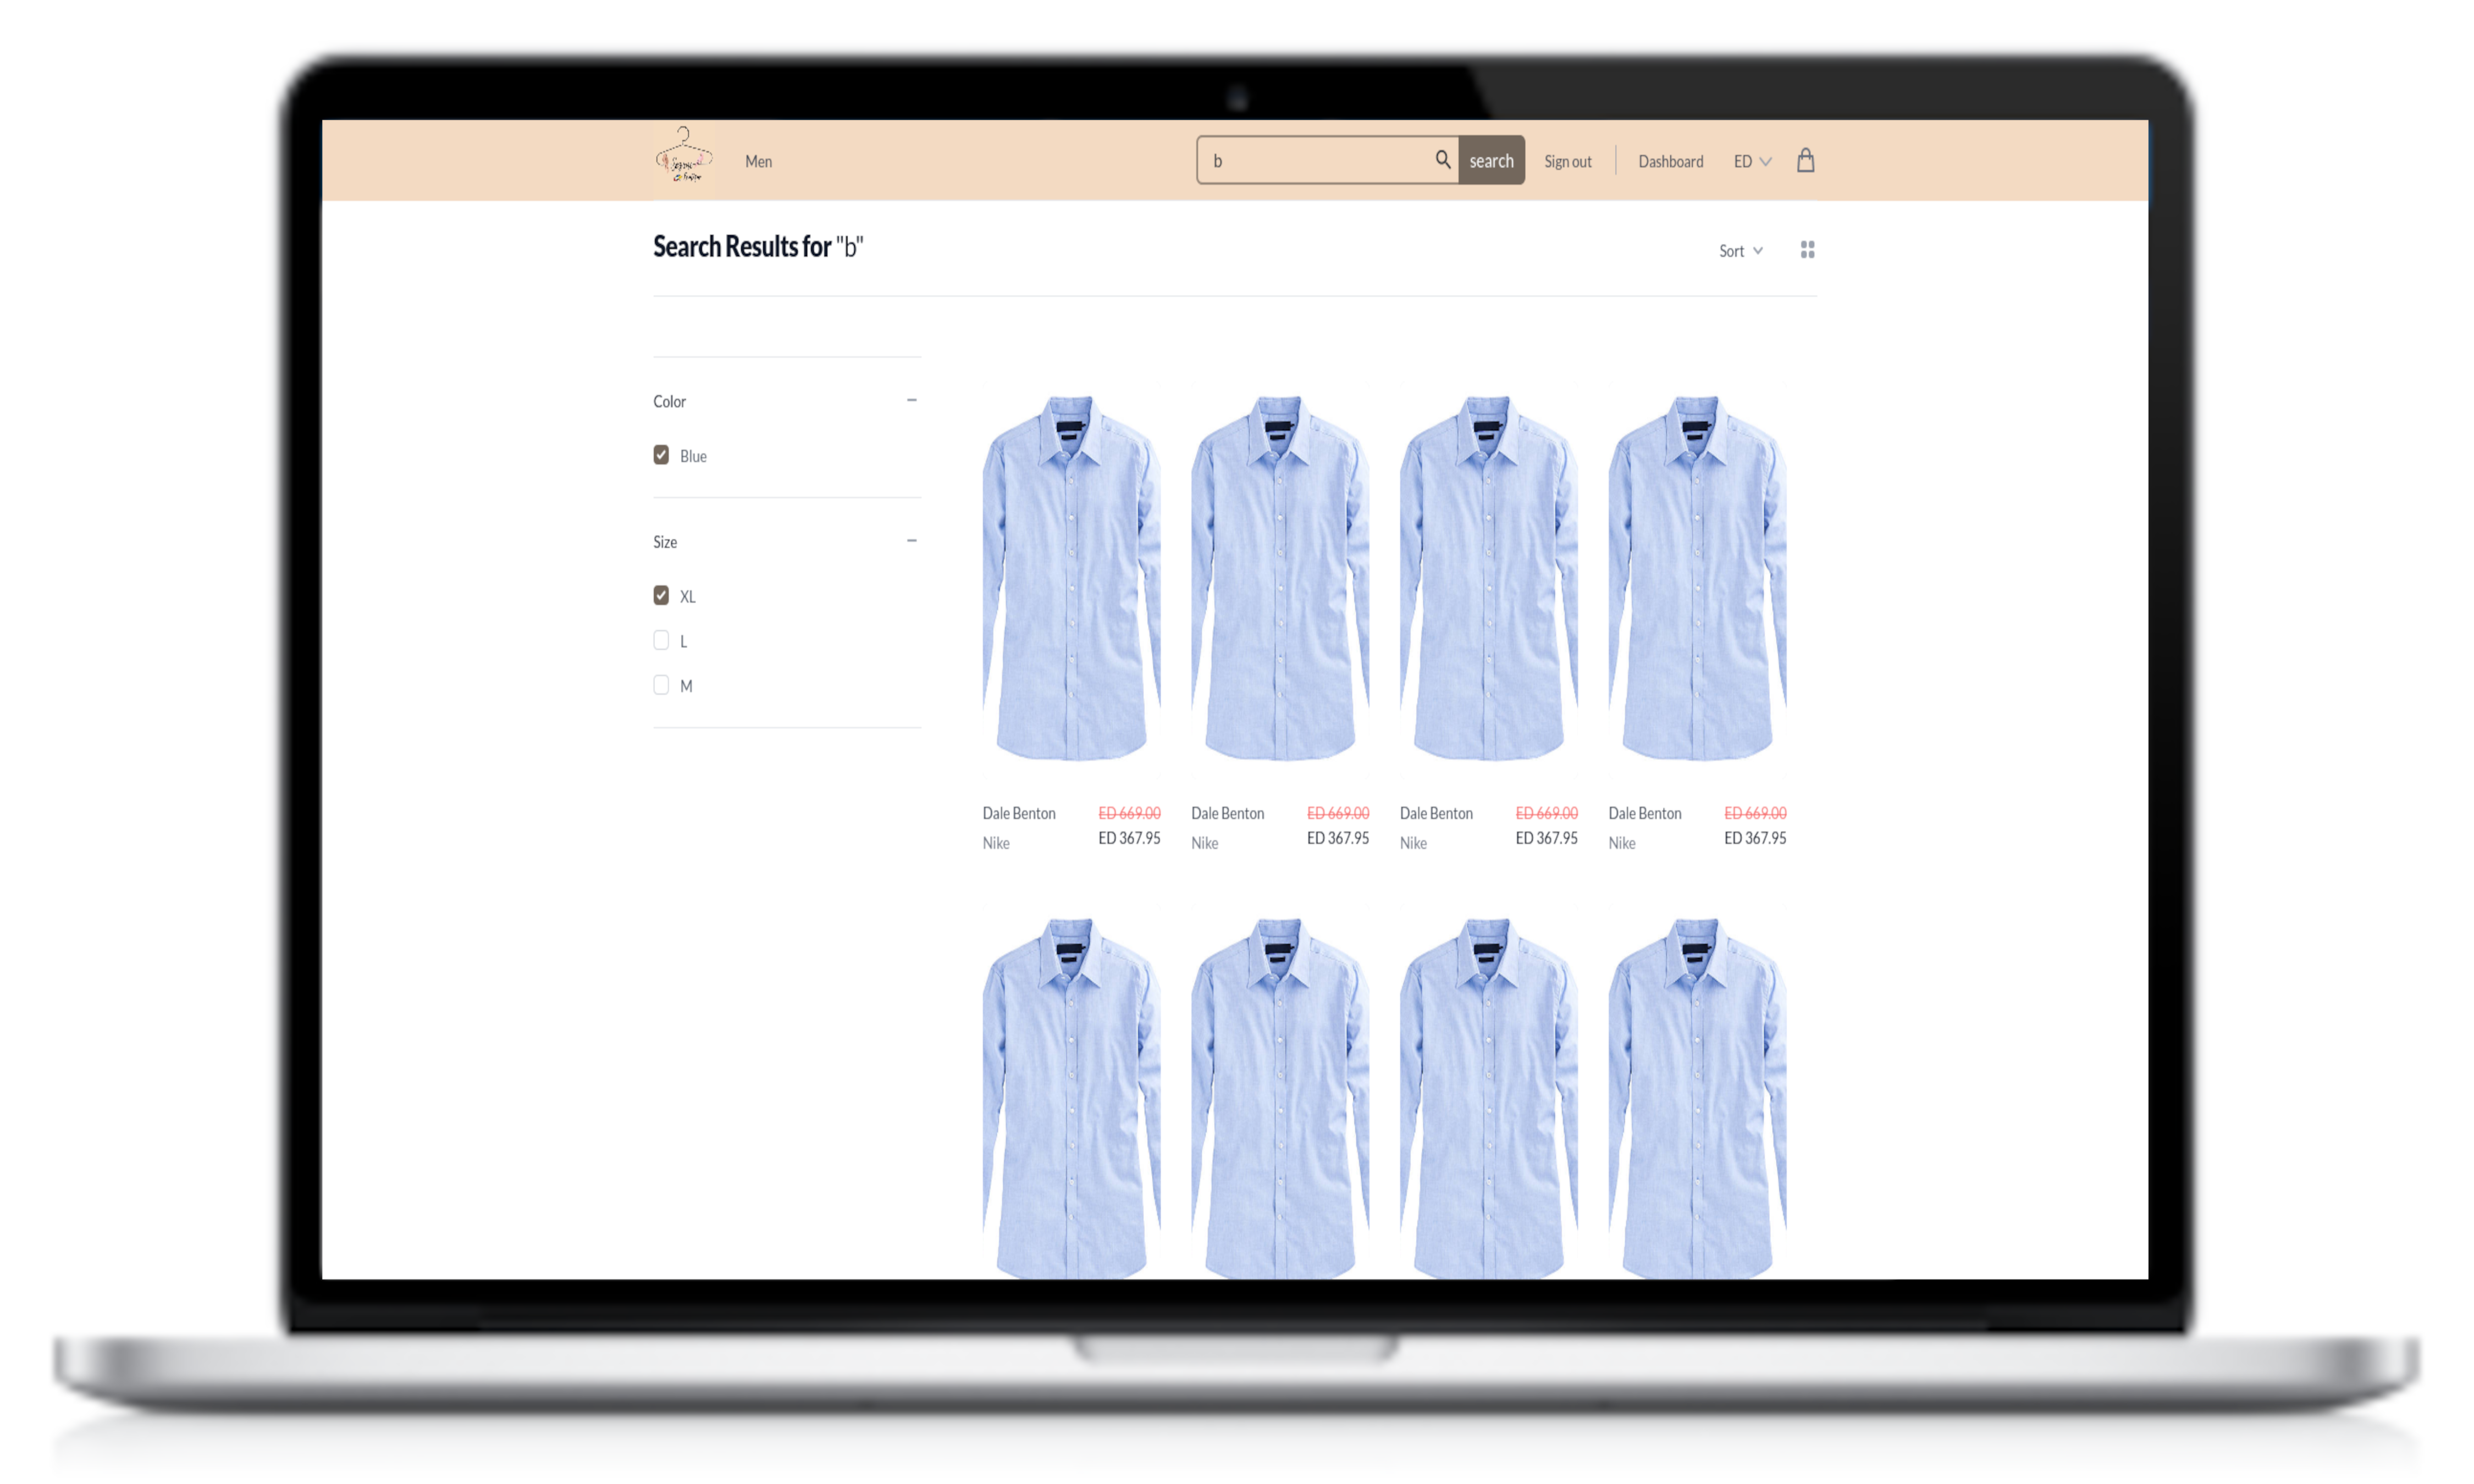 Men
b
search
Sign out
Dashboard
ED
Search Results for "b"
Sort
Color
Blue
Size
XL
L
M
Dale Benton ED 669.00 Dale Benton ED 669.00 Dale Benton ED 669.00 Dale Benton ED 669.00
Nike ED 367.95 Nike ED 367.95 Nike ED 367.95 Nike ED 367.95